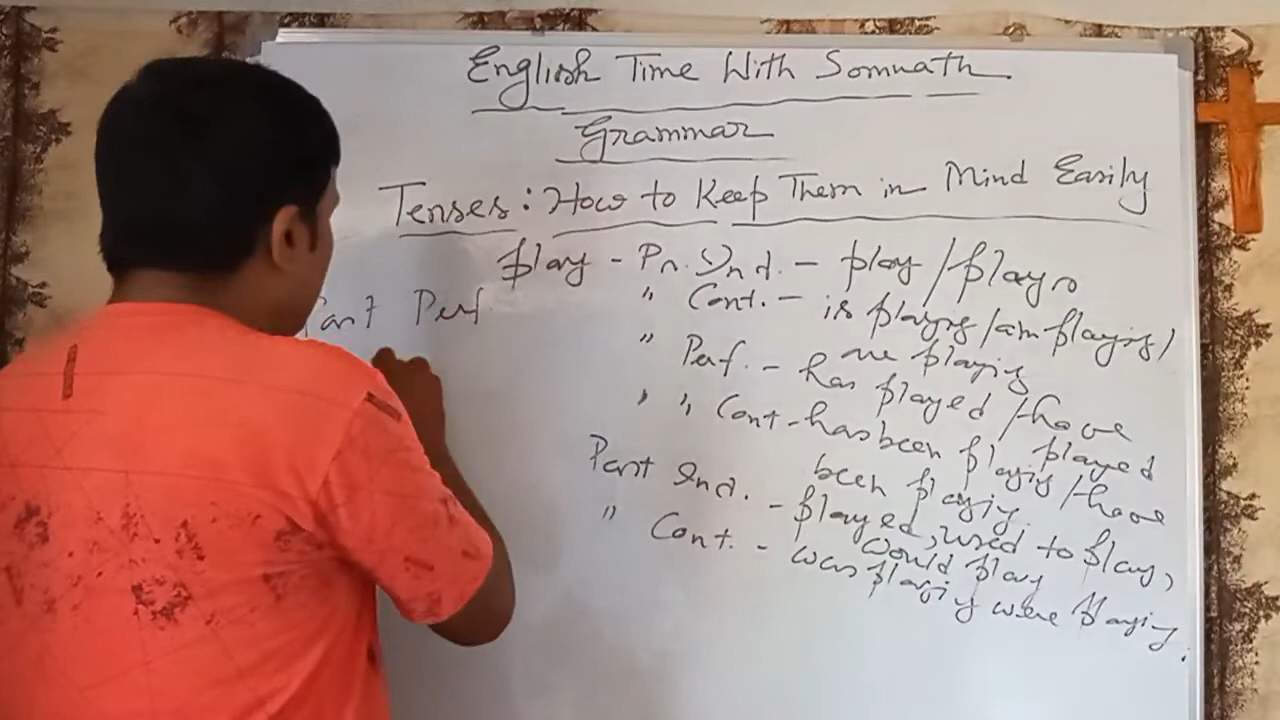 English Time With Somnath
Grammar
Tenses: How to Keep Them in Mind Easily
play - Pr. Ind. - play / plays
" Cont. - is playing / am playing /
are playing
" Perf. - has played / have
played
" " Cont - has been playing / have
been playing.
Past Ind. - played, used to play,
would play
" Cont. - was playing were playing.
Past Perf.